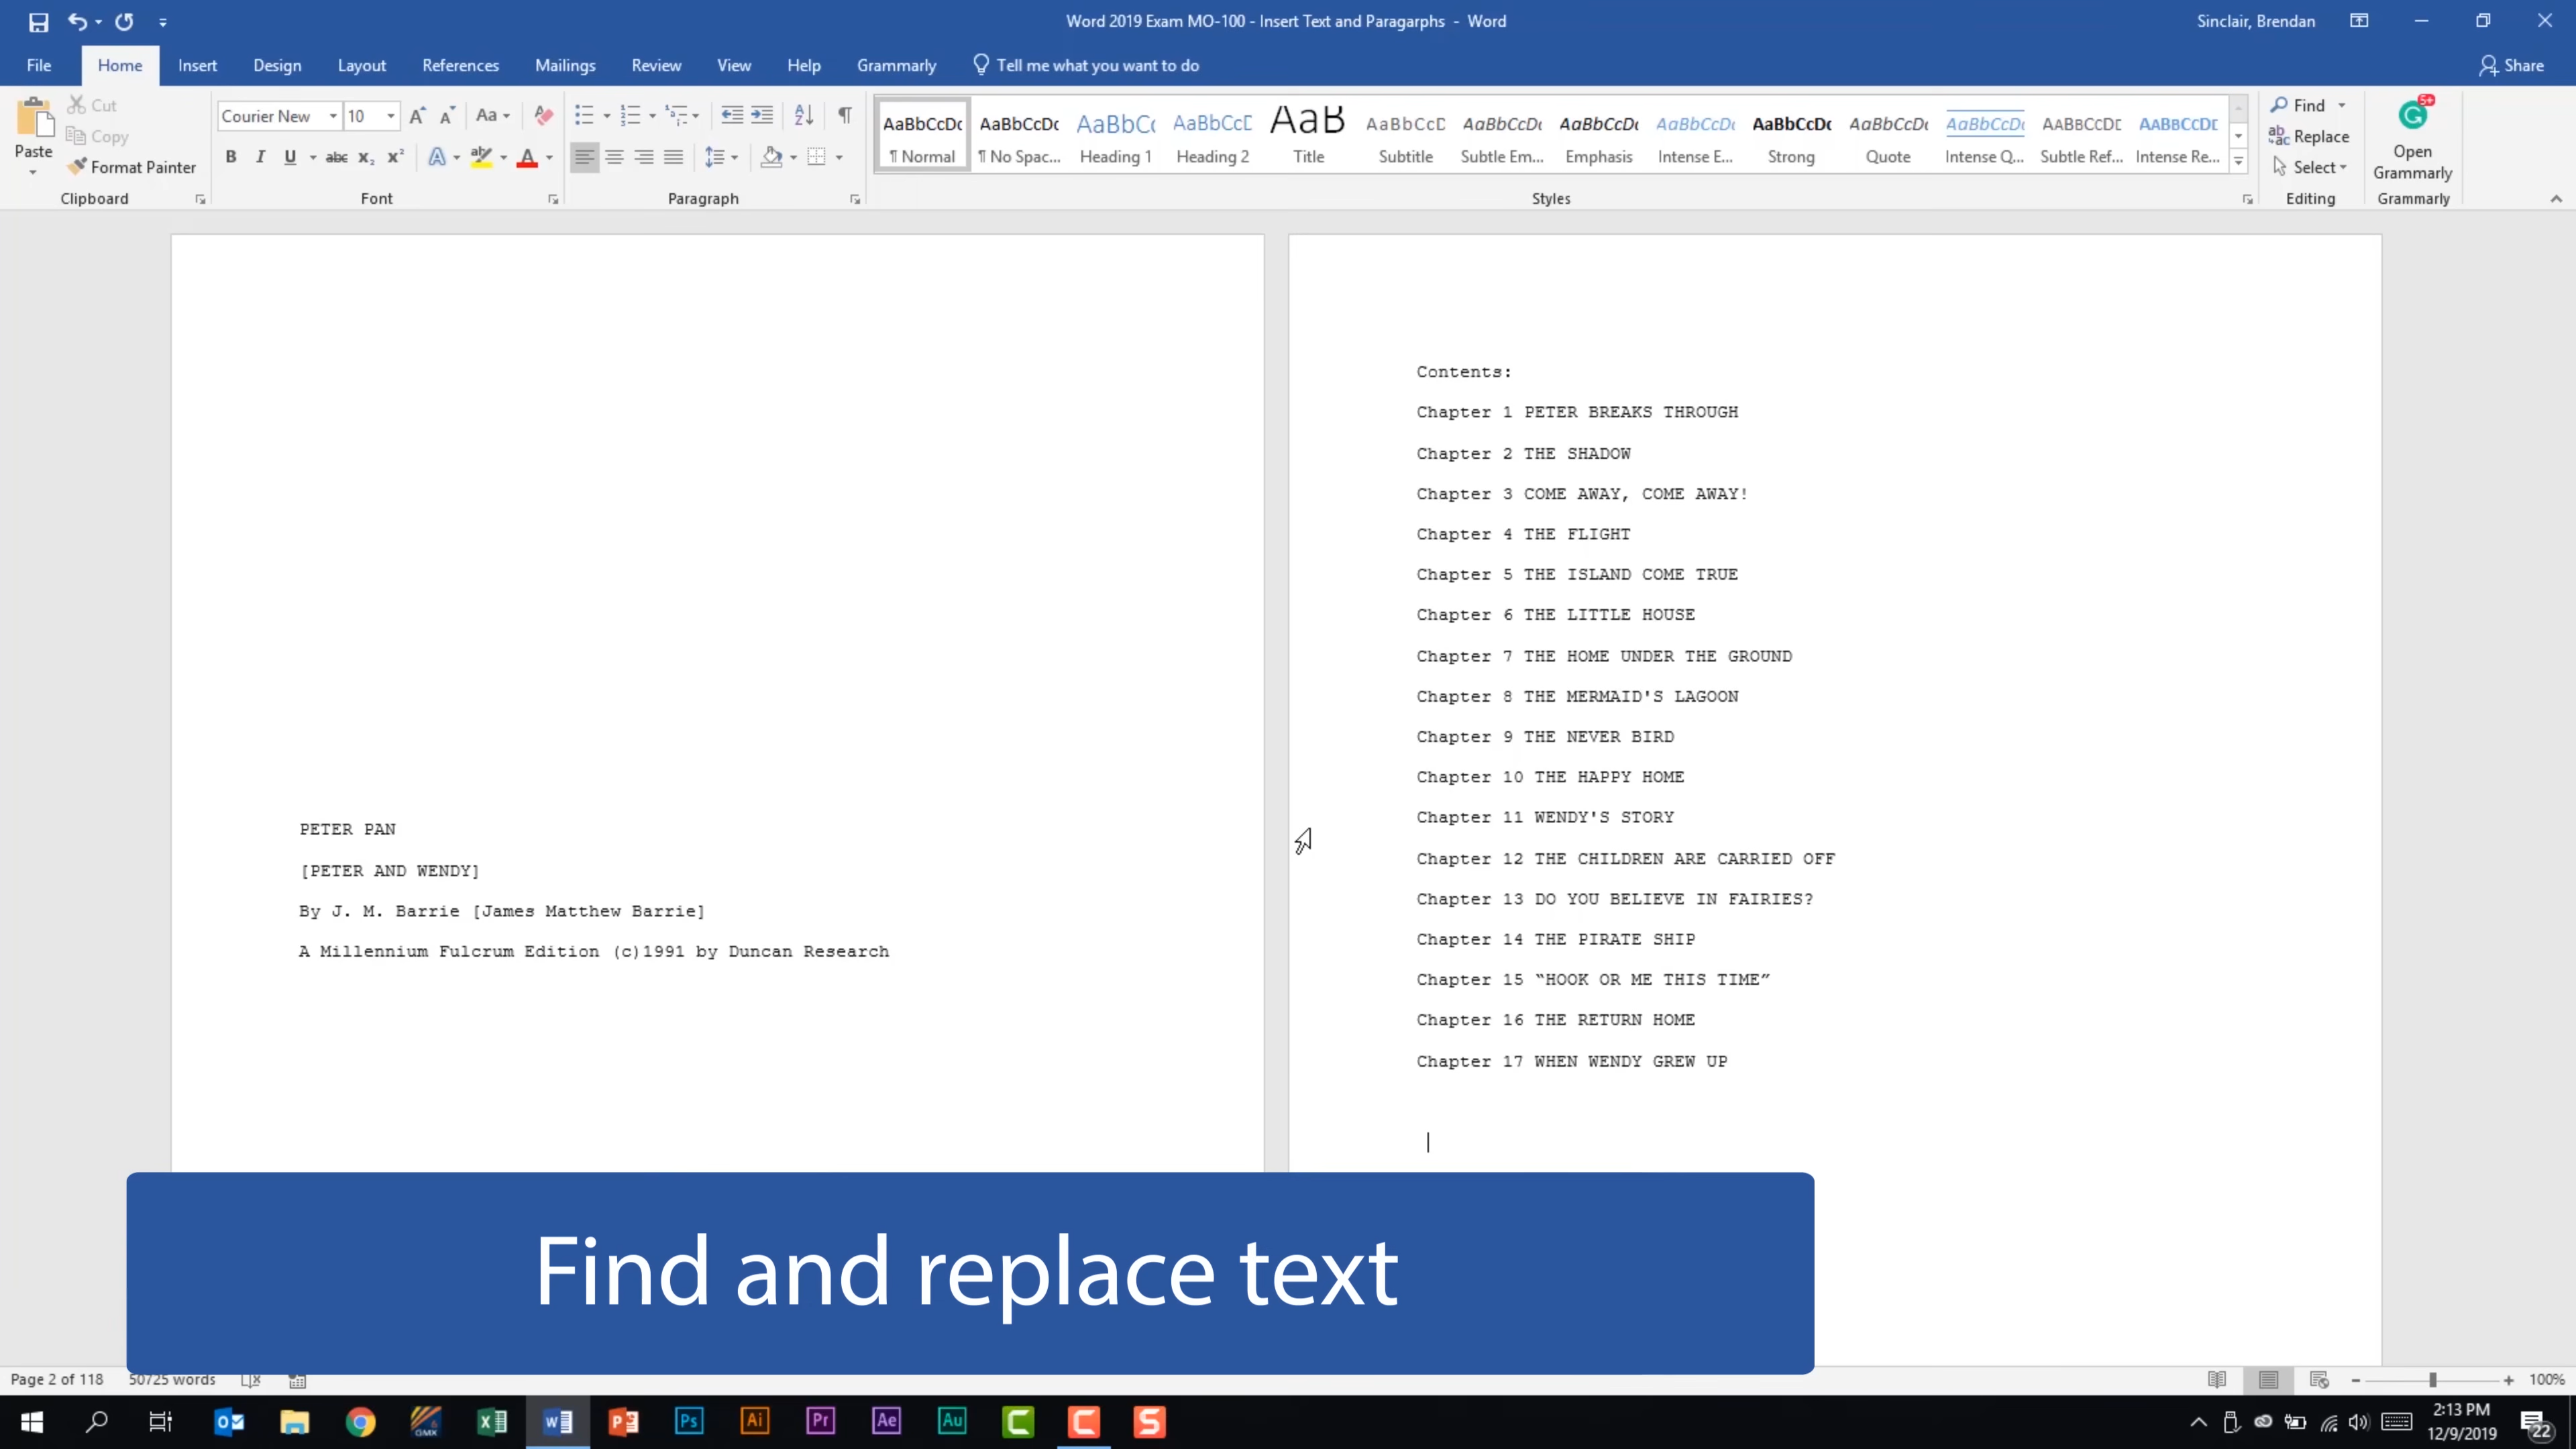 Word 2019 Exam MO-100 - Insert Text and Paragarphs - Word
Sinclair, Brendan
File Home Insert Design Layout References Mailings Review View Help Grammarly Tell me what you want to do Share
Paste
Cut
Copy
Format Painter
Clipboard
Courier New 10
Font
Paragraph
AaBbCcDc AaBbCcDc AaBbC( AaBbCcE AaB AaBbCcD AaBbCcDc AaBbCcDc AaBbCcDc AaBbCcDc AaBbCcDc AaBbCcDc AABBCCDE AABBCCDE
¶ Normal ¶ No Spac... Heading 1 Heading 2 Title Subtitle Subtle Em... Emphasis Intense E... Strong Quote Intense Q... Subtle Ref... Intense Re...
Styles
Find
Replace
Select
Editing
5+
Open
Grammarly
Grammarly
PETER PAN
[PETER AND WENDY]
By J. M. Barrie [James Matthew Barrie]
A Millennium Fulcrum Edition (c)1991 by Duncan Research
Contents:
Chapter 1 PETER BREAKS THROUGH
Chapter 2 THE SHADOW
Chapter 3 COME AWAY, COME AWAY!
Chapter 4 THE FLIGHT
Chapter 5 THE ISLAND COME TRUE
Chapter 6 THE LITTLE HOUSE
Chapter 7 THE HOME UNDER THE GROUND
Chapter 8 THE MERMAID'S LAGOON
Chapter 9 THE NEVER BIRD
Chapter 10 THE HAPPY HOME
Chapter 11 WENDY'S STORY
Chapter 12 THE CHILDREN ARE CARRIED OFF
Chapter 13 DO YOU BELIEVE IN FAIRIES?
Chapter 14 THE PIRATE SHIP
Chapter 15 “HOOK OR ME THIS TIME”
Chapter 16 THE RETURN HOME
Chapter 17 WHEN WENDY GREW UP
Find and replace text
Page 2 of 118 50725 words
100%
GMX
Ps Ai Pr Ae Au
2:13 PM
12/9/2019
22